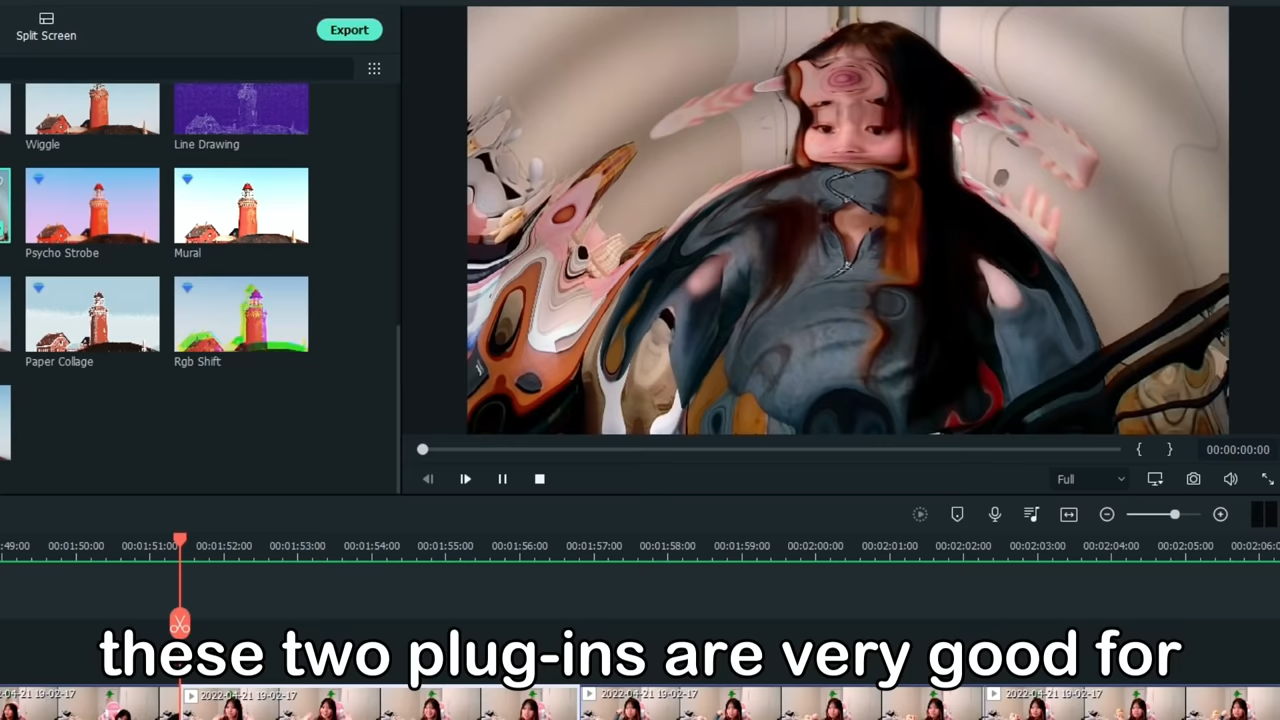 Split Screen
Export
Wiggle
Line Drawing
Psycho Strobe
Mural
Paper Collage
Rgb Shift
{ } 00:00:00:00
Full
:49:00 00:01:50:00 00:01:51:00 00:01:52:00 00:01:53:00 00:01:54:00 00:01:55:00 00:01:56:00 00:01:57:00 00:01:58:00 00:01:59:00 00:02:00:00 00:02:01:00 00:02:02:00 00:02:03:00 00:02:04:00 00:02:05:00 00:02:06:0
these two plug-ins are very good for
04-21 19-02-17 2022-04-21 19-02-17 2022-04-21 19-02-17 2022-04-21 19-02-17